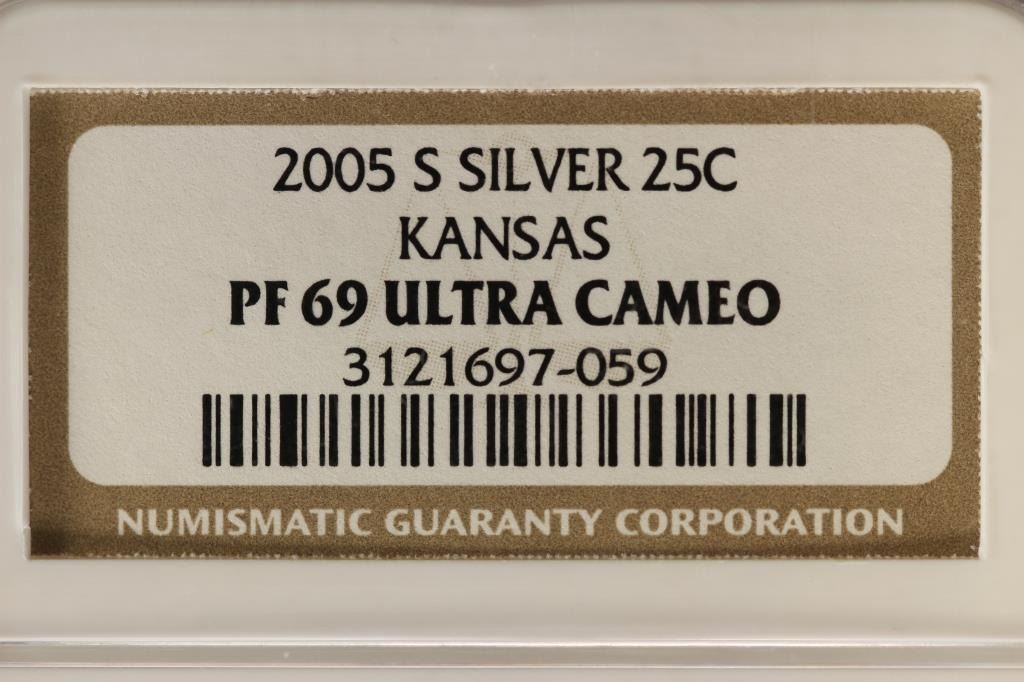 2005 S SILVER 25C
KANSAS
PF 69 ULTRA CAMEO
3121697-059
NUMISMATIC GUARANTY CORPORATION